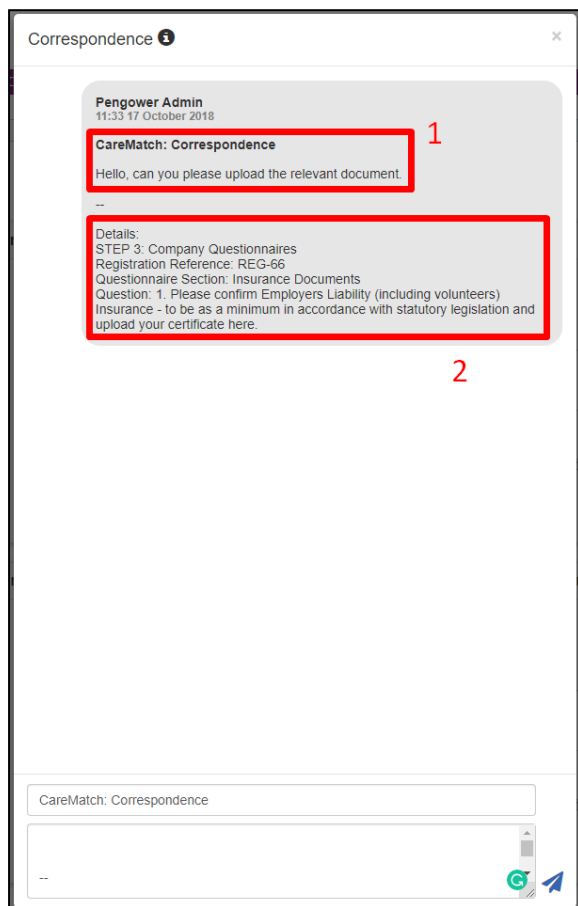 Correspondence
×
Pengower Admin
11:33 17 October 2018
CareMatch: Correspondence
1
Hello, can you please upload the relevant document.
--
Details:
STEP 3: Company Questionnaires
Registration Reference: REG-66
Questionnaire Section: Insurance Documents
Question: 1. Please confirm Employers Liability (including volunteers)
Insurance - to be as a minimum in accordance with statutory legislation and
upload your certificate here.
2
CareMatch: Correspondence
--